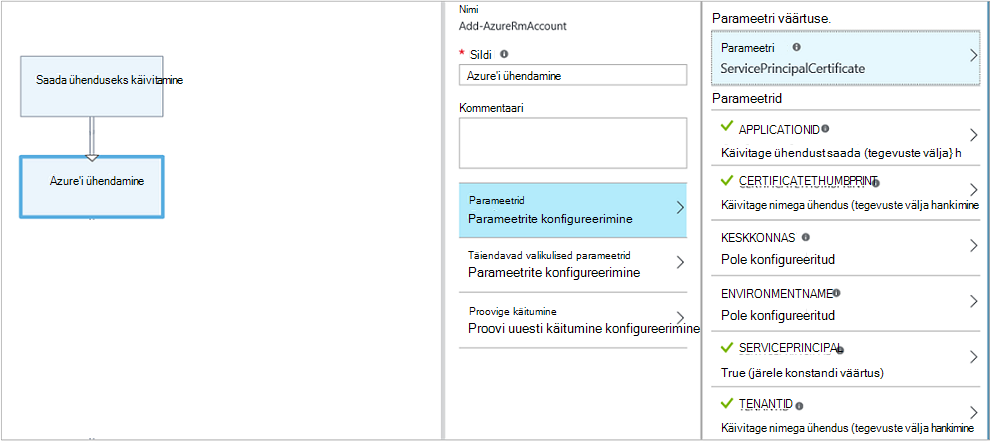 Saada ühenduseks käivitamine
Azure'i ühendamine
Nimi
Add-AzureRmAccount
* Sildi
Azure'i ühendamine
Kommentaari
Parameetrid
Parameetrite konfigureerimine
Täiendavad valikulised parameetrid
Parameetrite konfigureerimine
Proovige käitumine
Proovi uuesti käitumine konfigureerimine
Parameetri väärtuse.
Parameetri
ServicePrincipalCertificate
Parameetrid
APPLICATIONID
Käivitage ühendust saada (tegevuste välja} h
CERTIFICATETHUMBPRINT
Käivitage nimega ühendus (tegevuste välja hankimine
KESKKONNAS
Pole konfigureeritud
ENVIRONMENTNAME
Pole konfigureeritud
SERVICEPRINCIPAL
True (järele konstandi väärtus)
TENANTID
Käivitage nimega ühendus (tegevuste välja hankimine